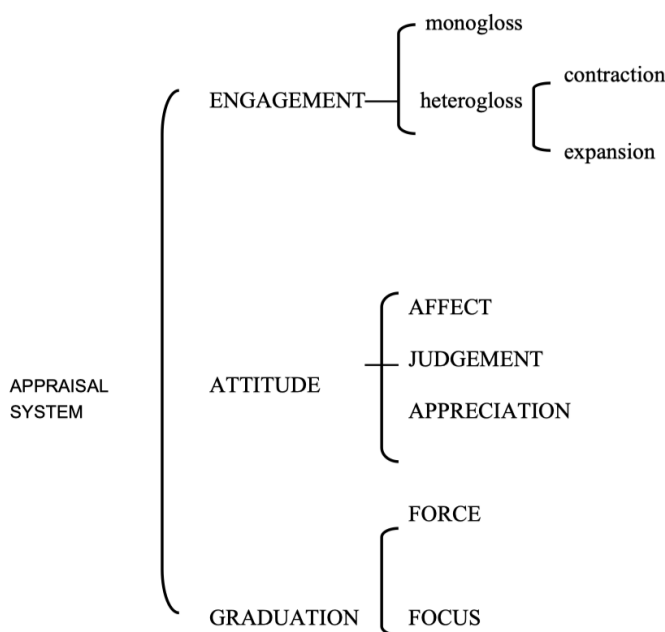 monogloss
contraction
ENGAGEMENT heterogloss
expansion
AFFECT
JUDGEMENT
APPRAISAL
SYSTEM
ATTITUDE
APPRECIATION
FORCE
GRADUATION FOCUS